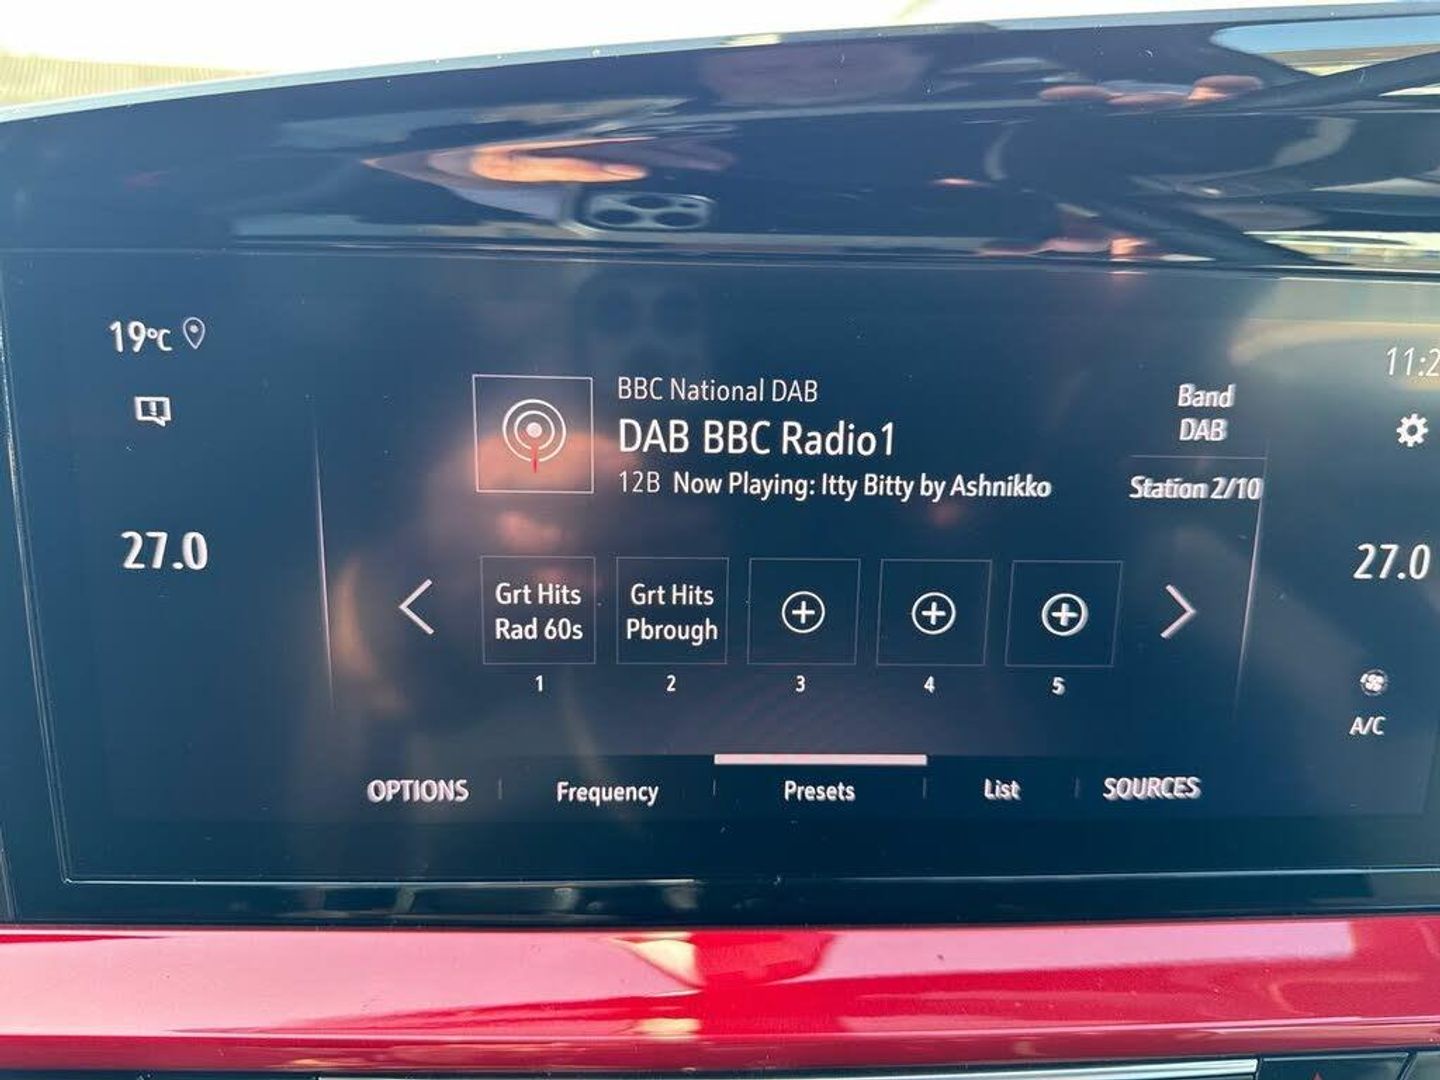 19°C
11:2
BBC National DAB
DAB BBC Radio1
12B Now Playing: Itty Bitty by Ashnikko
Band
DAB
Station 2/10
27.0
27.0
Grt Hits
Rad 60s
Grt Hits
Pbrough
1 2 3 4 5
A/C
OPTIONS Frequency Presets List SOURCES